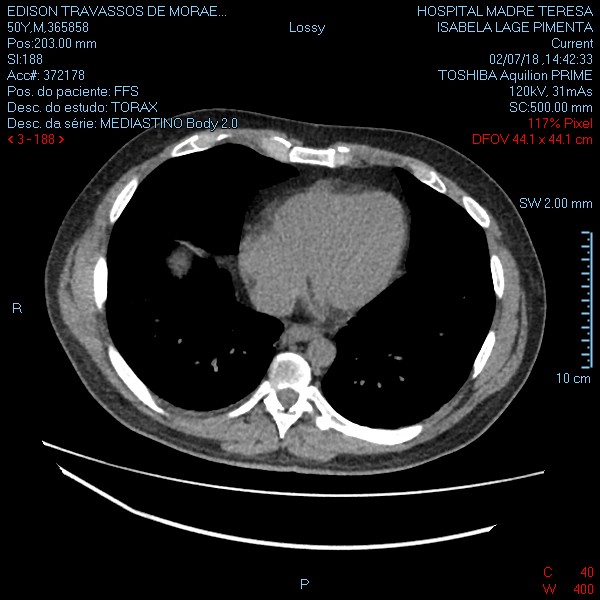 EDISON TRAVASSOS DE MORAE...
50Y,M,365858
Pos:203.00 mm
SI:188
Acc#: 372178
Pos. do paciente: FFS
Desc. do estudo: TORAX
Desc. da série: MEDIASTINO Body 2.0
< 3 - 188 >
Lossy
HOSPITAL MADRE TERESA
ISABELA LAGE PIMENTA
Current
02/07/18 ,14:42:33
TOSHIBA Aquilion PRIME
120kV, 31mAs
SC:500.00 mm
117% Pixel
DFOV 44.1 x 44.1 cm
SW 2.00 mm
R
10 cm
P
C 40
W 400